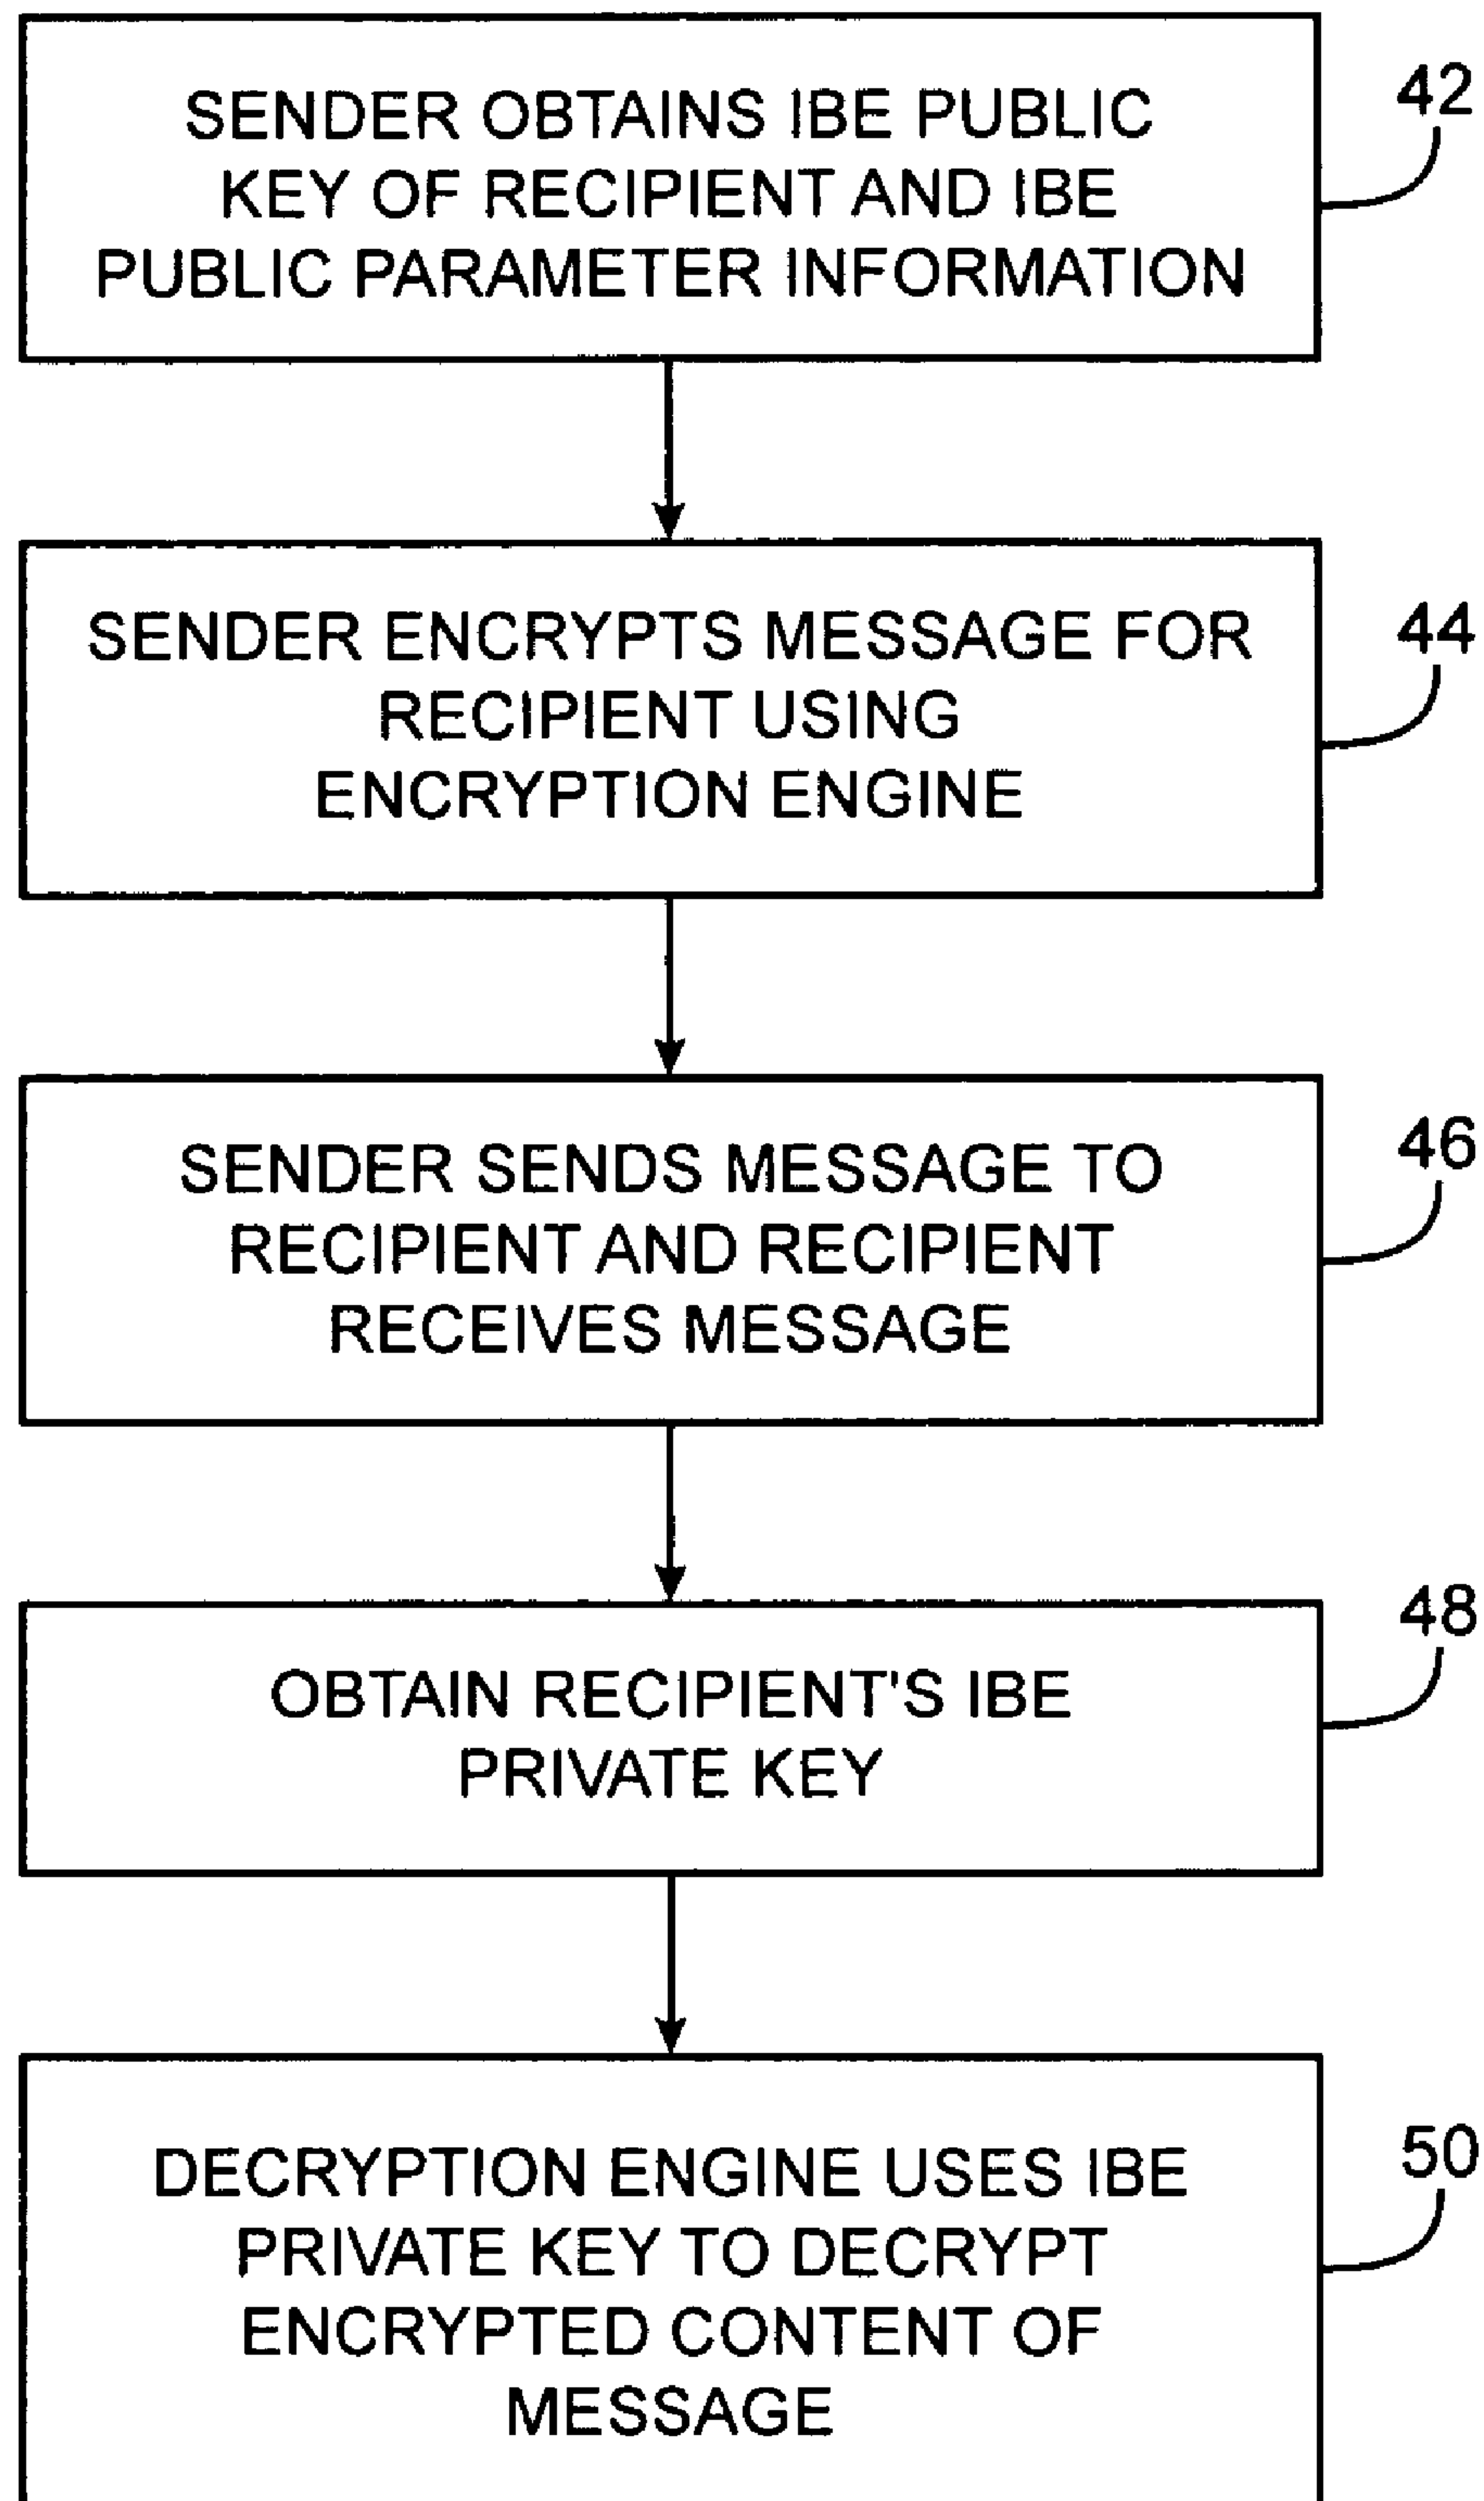 SENDER OBTAINS IBE PUBLIC
KEY OF RECIPIENT AND IBE
PUBLIC PARAMETER INFORMATION
42
SENDER ENCRYPTS MESSAGE FOR
RECIPIENT USING
ENCRYPTION ENGINE
44
SENDER SENDS MESSAGE TO
RECIPIENT AND RECIPIENT
RECEIVES MESSAGE
46
OBTAIN RECIPIENT'S IBE
PRIVATE KEY
48
DECRYPTION ENGINE USES IBE
PRIVATE KEY TO DECRYPT
ENCRYPTED CONTENT OF
MESSAGE
50